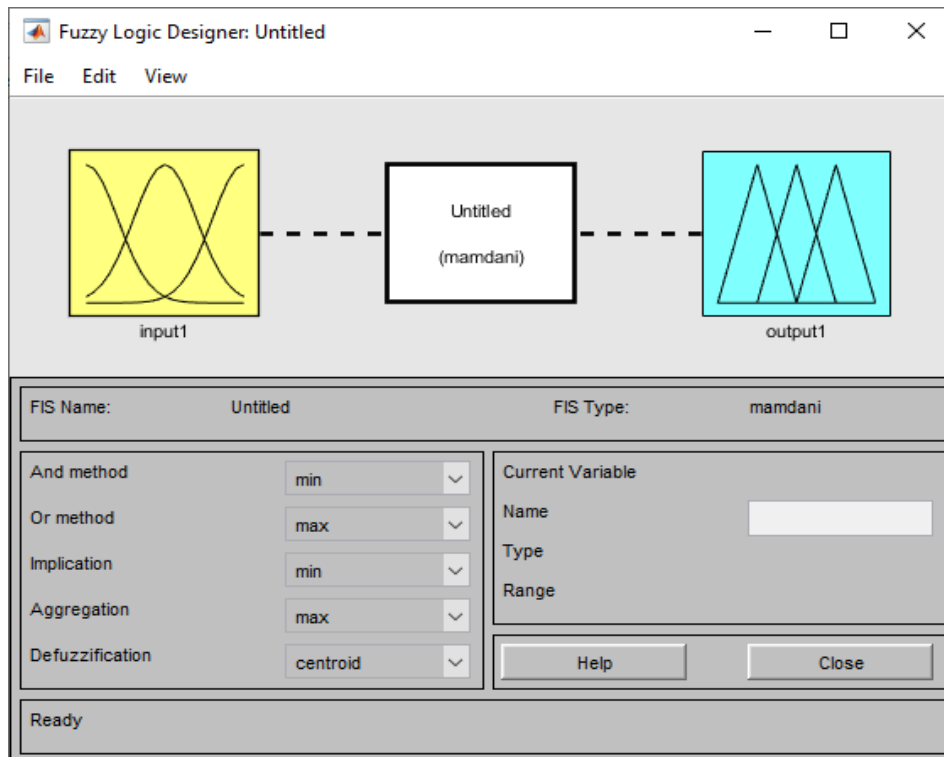 Fuzzy Logic Designer: Untitled
File Edit View
Untitled
(mamdani)
input1
output1
FIS Name: Untitled FIS Type: mamdani
And method min
Or method max
Implication min
Aggregation max
Defuzzification centroid
Current Variable
Name
Type
Range
Help Close
Ready